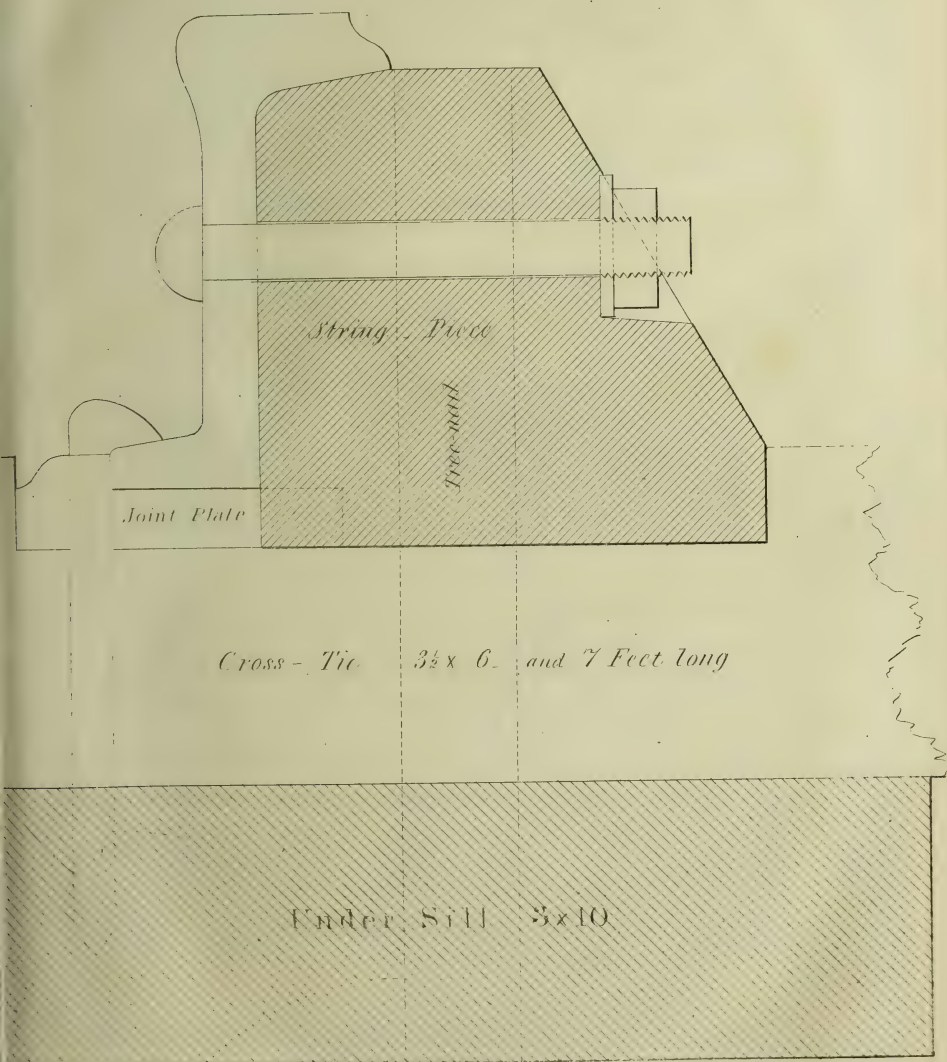 String Piece
Tree-nail
Joint Plate
Cross-Tie 3½ x 6 and 7 Feet long
Under Sill 3x10